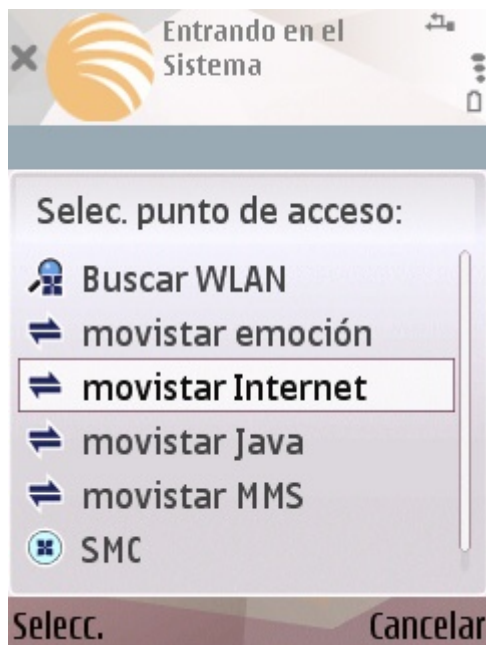 Entrando en el
Sistema
Selec. punto de acceso:
Buscar WLAN
movistar emoción
movistar Internet
movistar Java
movistar MMS
SMC
Selecc. Cancelar